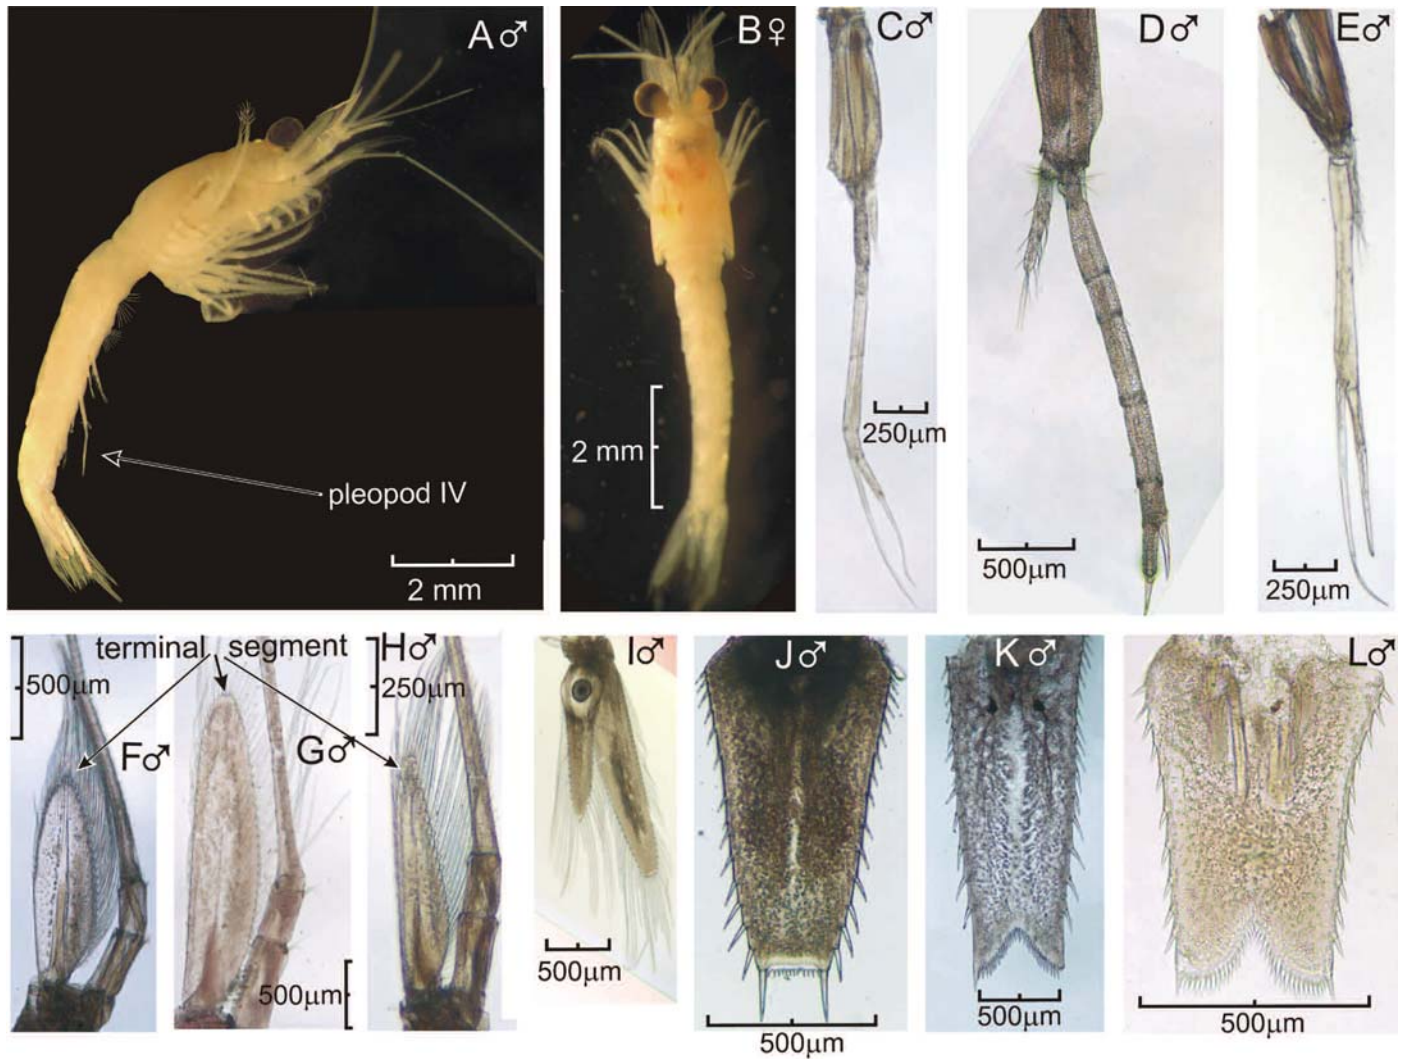 A♂
B♀
C♂
D♂
E♂
pleopod IV
2 mm
2 mm
250μm
500μm
250μm
terminal segment
500μm
F♂
G♂
H♂
250μm
500μm
I♂
500μm
J♂
500μm
K♂
500μm
L♂
500μm